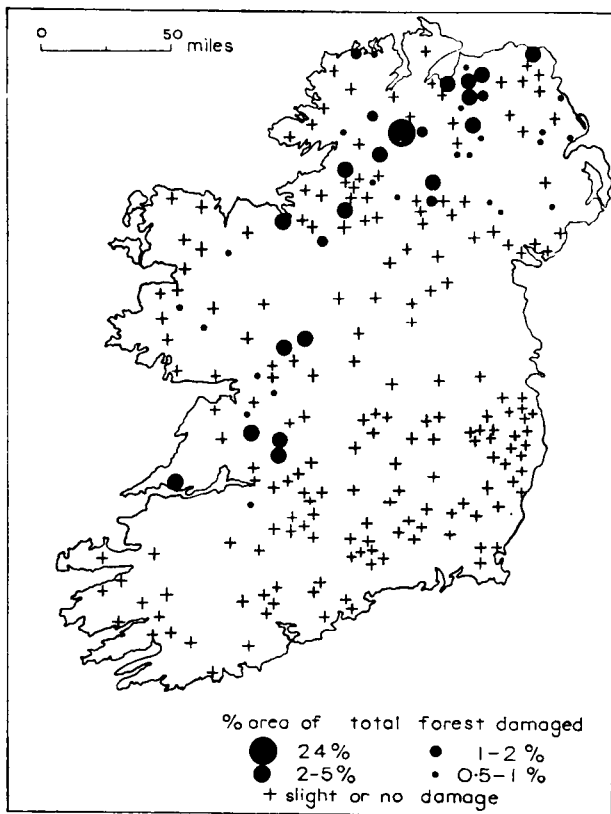 0 50
miles
% area of total forest damaged
24%
2-5%
1-2%
0·5-1%
+ slight or no damage